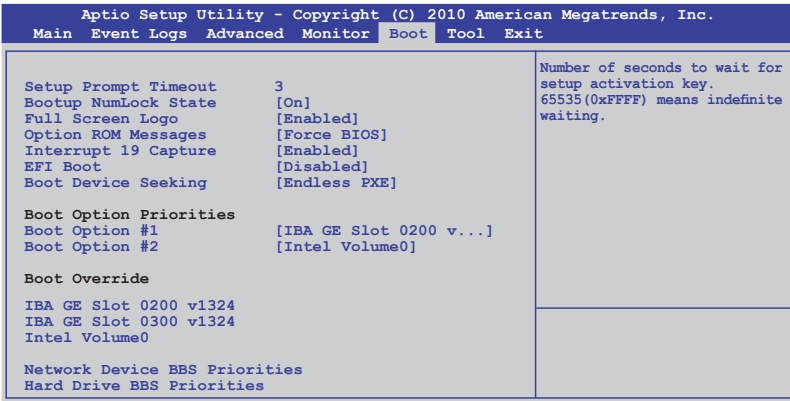 Aptio Setup Utility - Copyright (C) 2010 American Megatrends, Inc.
Main Event Logs Advanced Monitor Boot Tool Exit
Setup Prompt Timeout 3
Bootup NumLock State [On]
Full Screen Logo [Enabled]
Option ROM Messages [Force BIOS]
Interrupt 19 Capture [Enabled]
EFI Boot [Disabled]
Boot Device Seeking [Endless PXE]
Boot Option Priorities
Boot Option #1 [IBA GE Slot 0200 v...]
Boot Option #2 [Intel Volume0]
Boot Override
IBA GE Slot 0200 v1324
IBA GE Slot 0300 v1324
Intel Volume0
Network Device BBS Priorities
Hard Drive BBS Priorities
Number of seconds to wait for
setup activation key.
65535(0xFFFF) means indefinite
waiting.